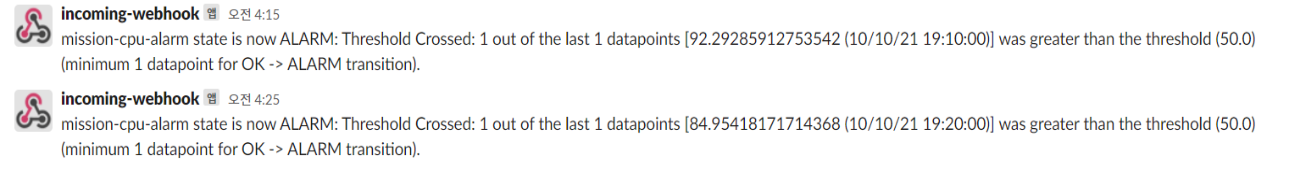 incoming-webhook 앱 오전 4:15
mission-cpu-alarm state is now ALARM: Threshold Crossed: 1 out of the last 1 datapoints [92.29285912753542 (10/10/21 19:10:00)] was greater than the threshold (50.0)
(minimum 1 datapoint for OK -> ALARM transition).
incoming-webhook 앱 오전 4:25
mission-cpu-alarm state is now ALARM: Threshold Crossed: 1 out of the last 1 datapoints [84.95418171714368 (10/10/21 19:20:00)] was greater than the threshold (50.0)
(minimum 1 datapoint for OK -> ALARM transition).